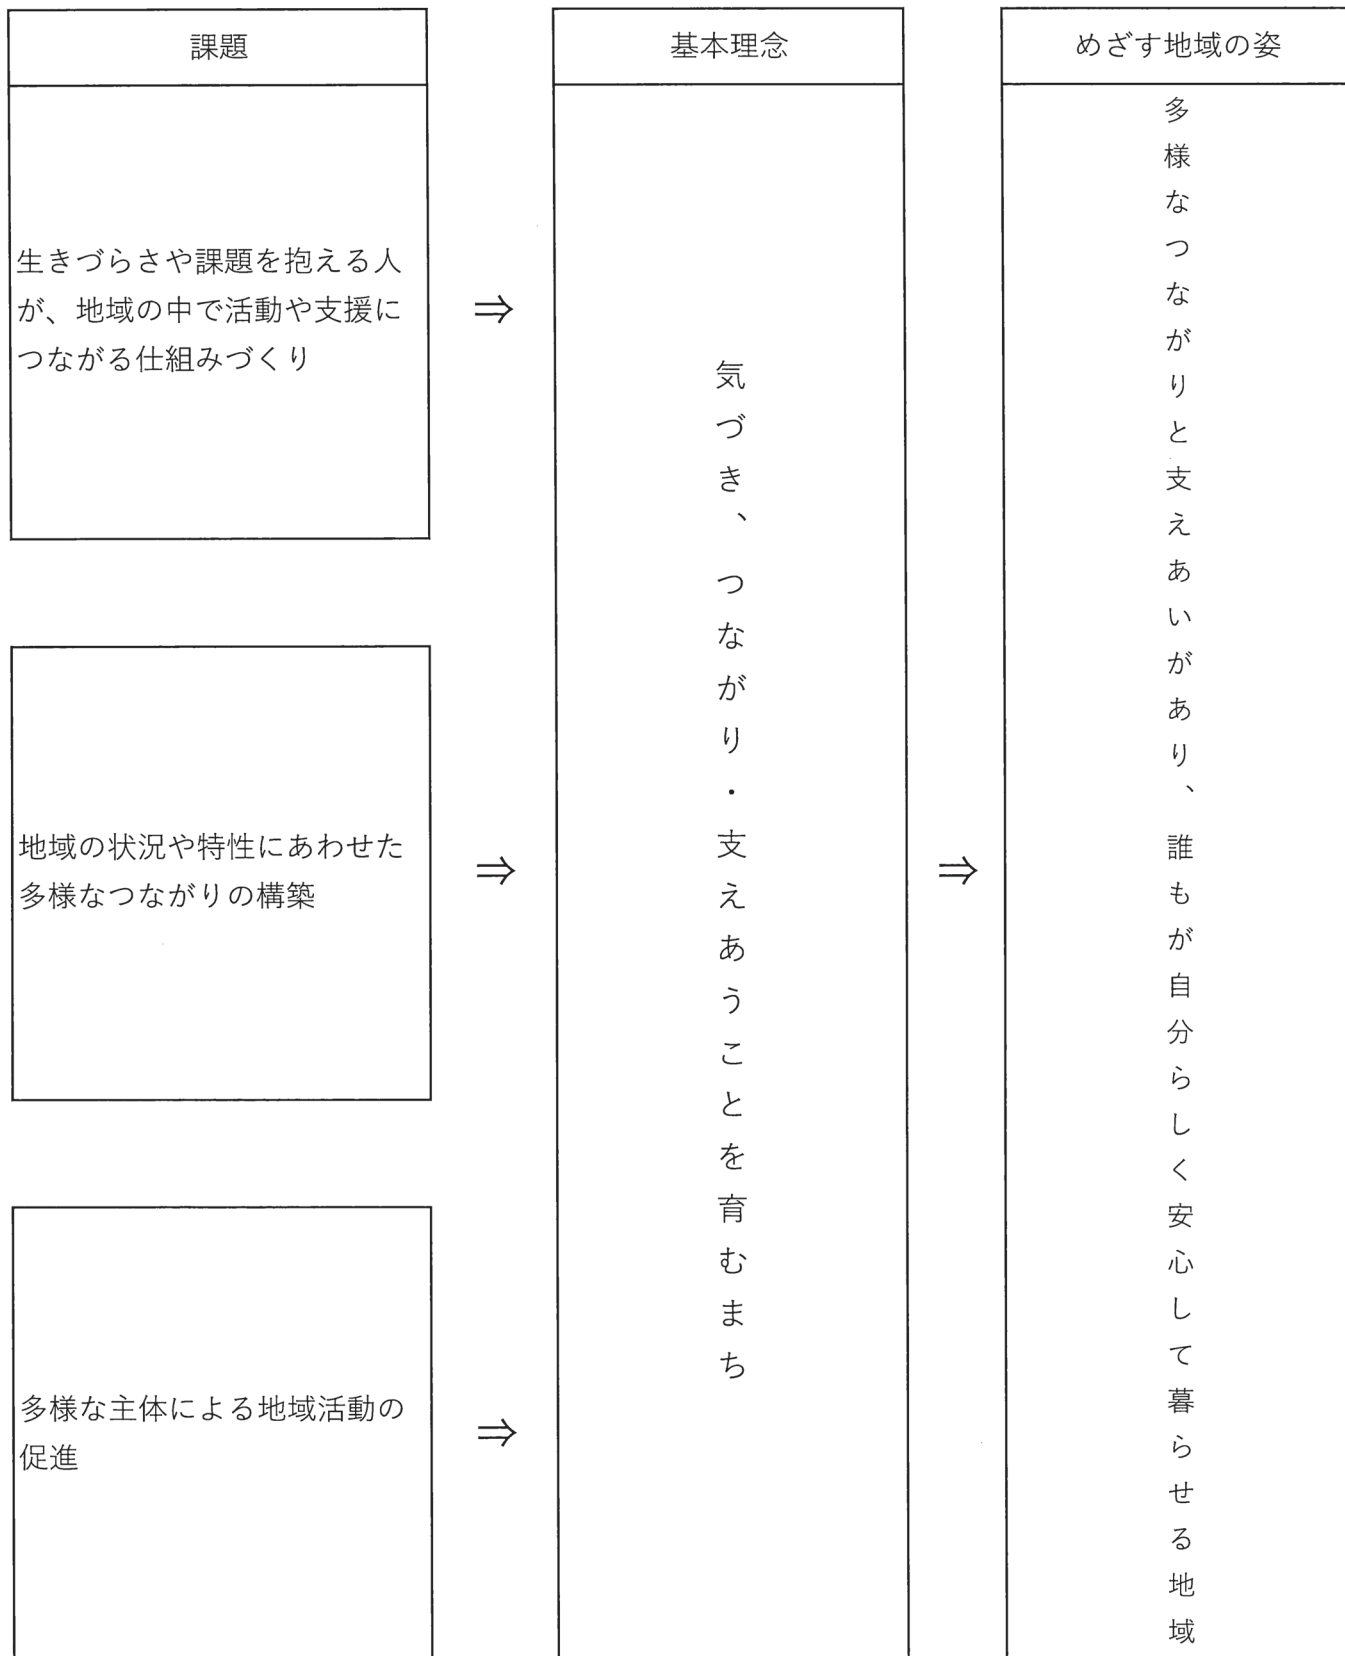 課題
生きづらさや課題を抱える人
が、地域の中で活動や支援に
つながる仕組みづくり
⇒
地域の状況や特性にあわせた
多様なつながりの構築
⇒
多様な主体による地域活動の
促進
⇒
基本理念
気づき、つながり・支えあうことを育むまち
⇒
めざす地域の姿
多様なつながりと支えあいがあり、誰もが自分らしく安心して暮らせる地域